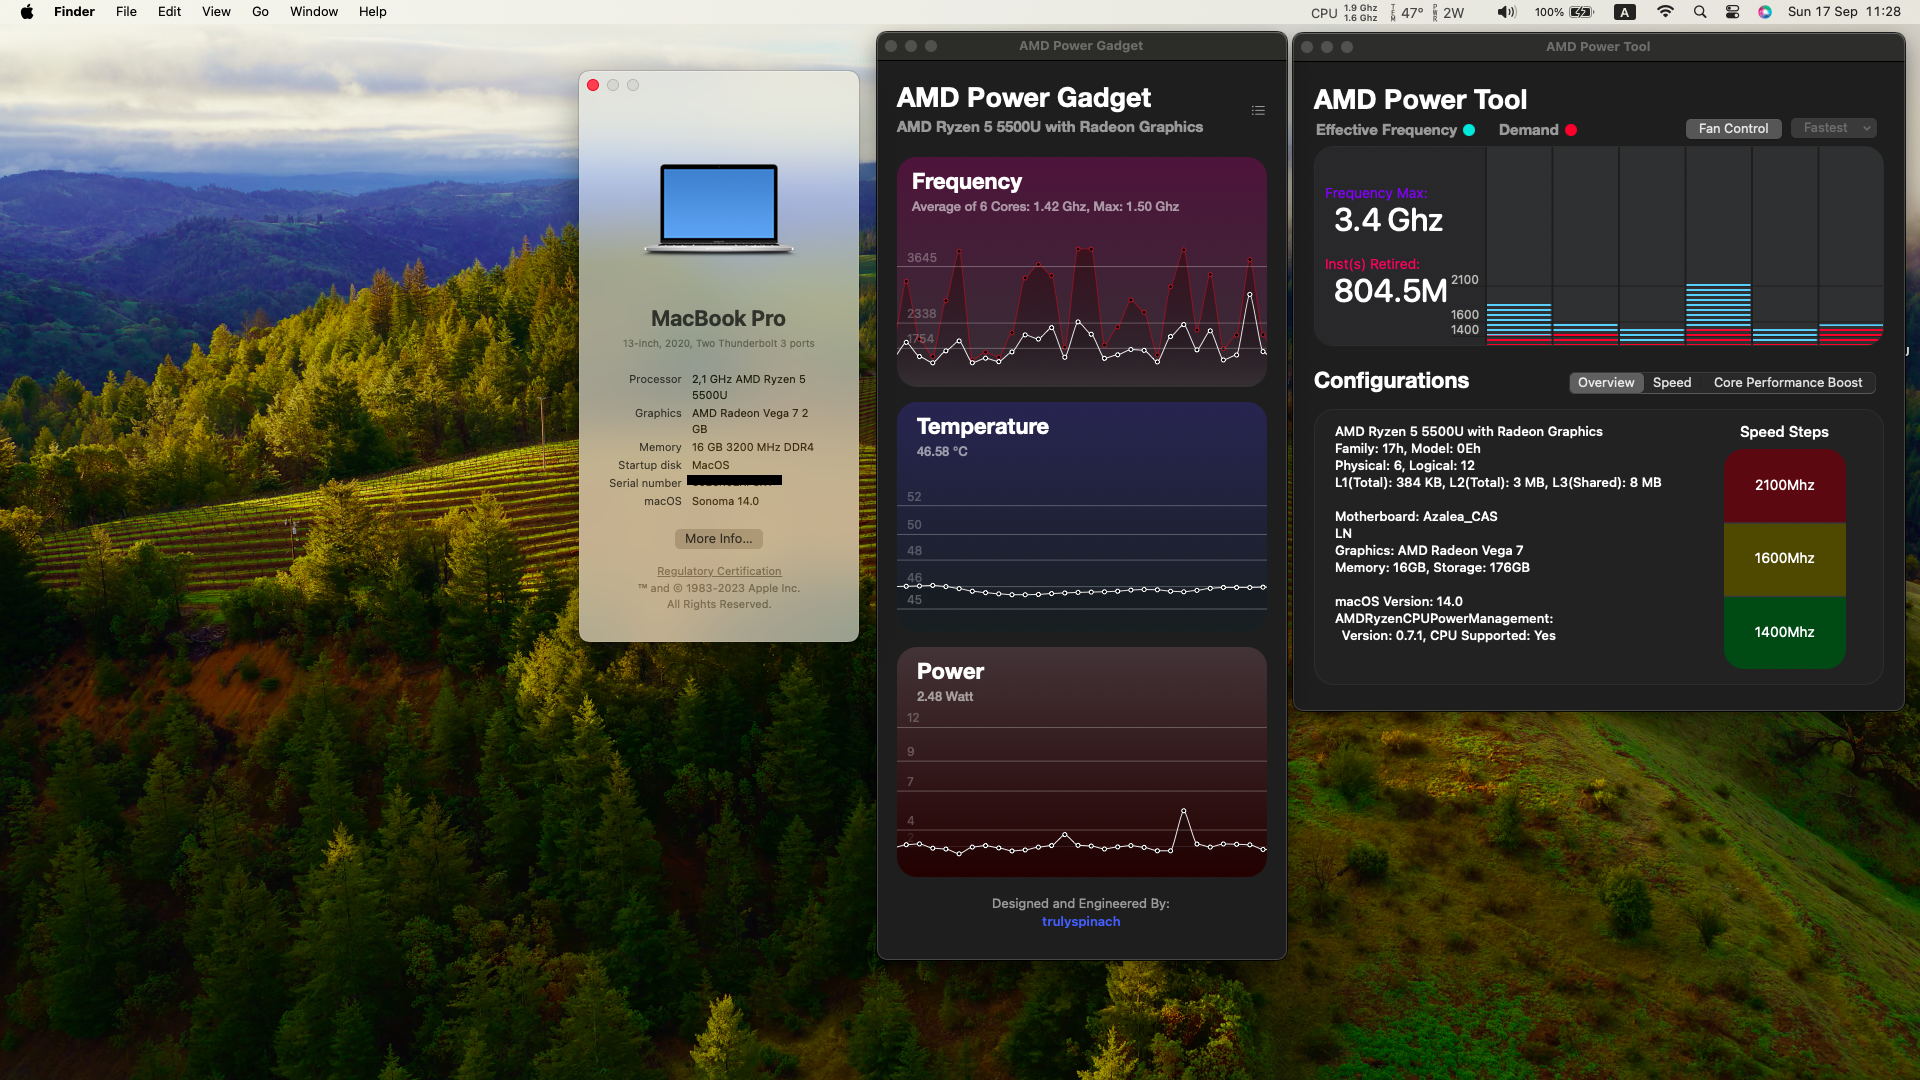 Finder File Edit View Go Window Help
CPU 1.9 Ghz 1.6 Ghz TEM 47° PWR 2W 100% A Sun 17 Sep 11:28
MacBook Pro
13-inch, 2020, Two Thunderbolt 3 ports
Processor 2,1 GHz AMD Ryzen 5
5500U
Graphics AMD Radeon Vega 7 2
GB
Memory 16 GB 3200 MHz DDR4
Startup disk MacOS
Serial number
macOS Sonoma 14.0
More Info...
Regulatory Certification
™ and © 1983-2023 Apple Inc.
All Rights Reserved.
AMD Power Gadget
AMD Power Gadget
AMD Ryzen 5 5500U with Radeon Graphics
Frequency
Average of 6 Cores: 1.42 Ghz, Max: 1.50 Ghz
3645
2338
1754
Temperature
46.58 °C
52
50
48
46
45
Power
2.48 Watt
12
9
7
4
2
Designed and Engineered By:
trulyspinach
AMD Power Tool
AMD Power Tool
Effective Frequency Demand Fan Control Fastest
Frequency Max:
3.4 Ghz
Inst(s) Retired:
804.5M
2100
1600
1400
Configurations
Overview Speed Core Performance Boost
AMD Ryzen 5 5500U with Radeon Graphics
Family: 17h, Model: 0Eh
Physical: 6, Logical: 12
L1(Total): 384 KB, L2(Total): 3 MB, L3(Shared): 8 MB
Motherboard: Azalea_CAS
LN
Graphics: AMD Radeon Vega 7
Memory: 16GB, Storage: 176GB
macOS Version: 14.0
AMDRyzenCPUPowerManagement:
Version: 0.7.1, CPU Supported: Yes
Speed Steps
2100Mhz
1600Mhz
1400Mhz